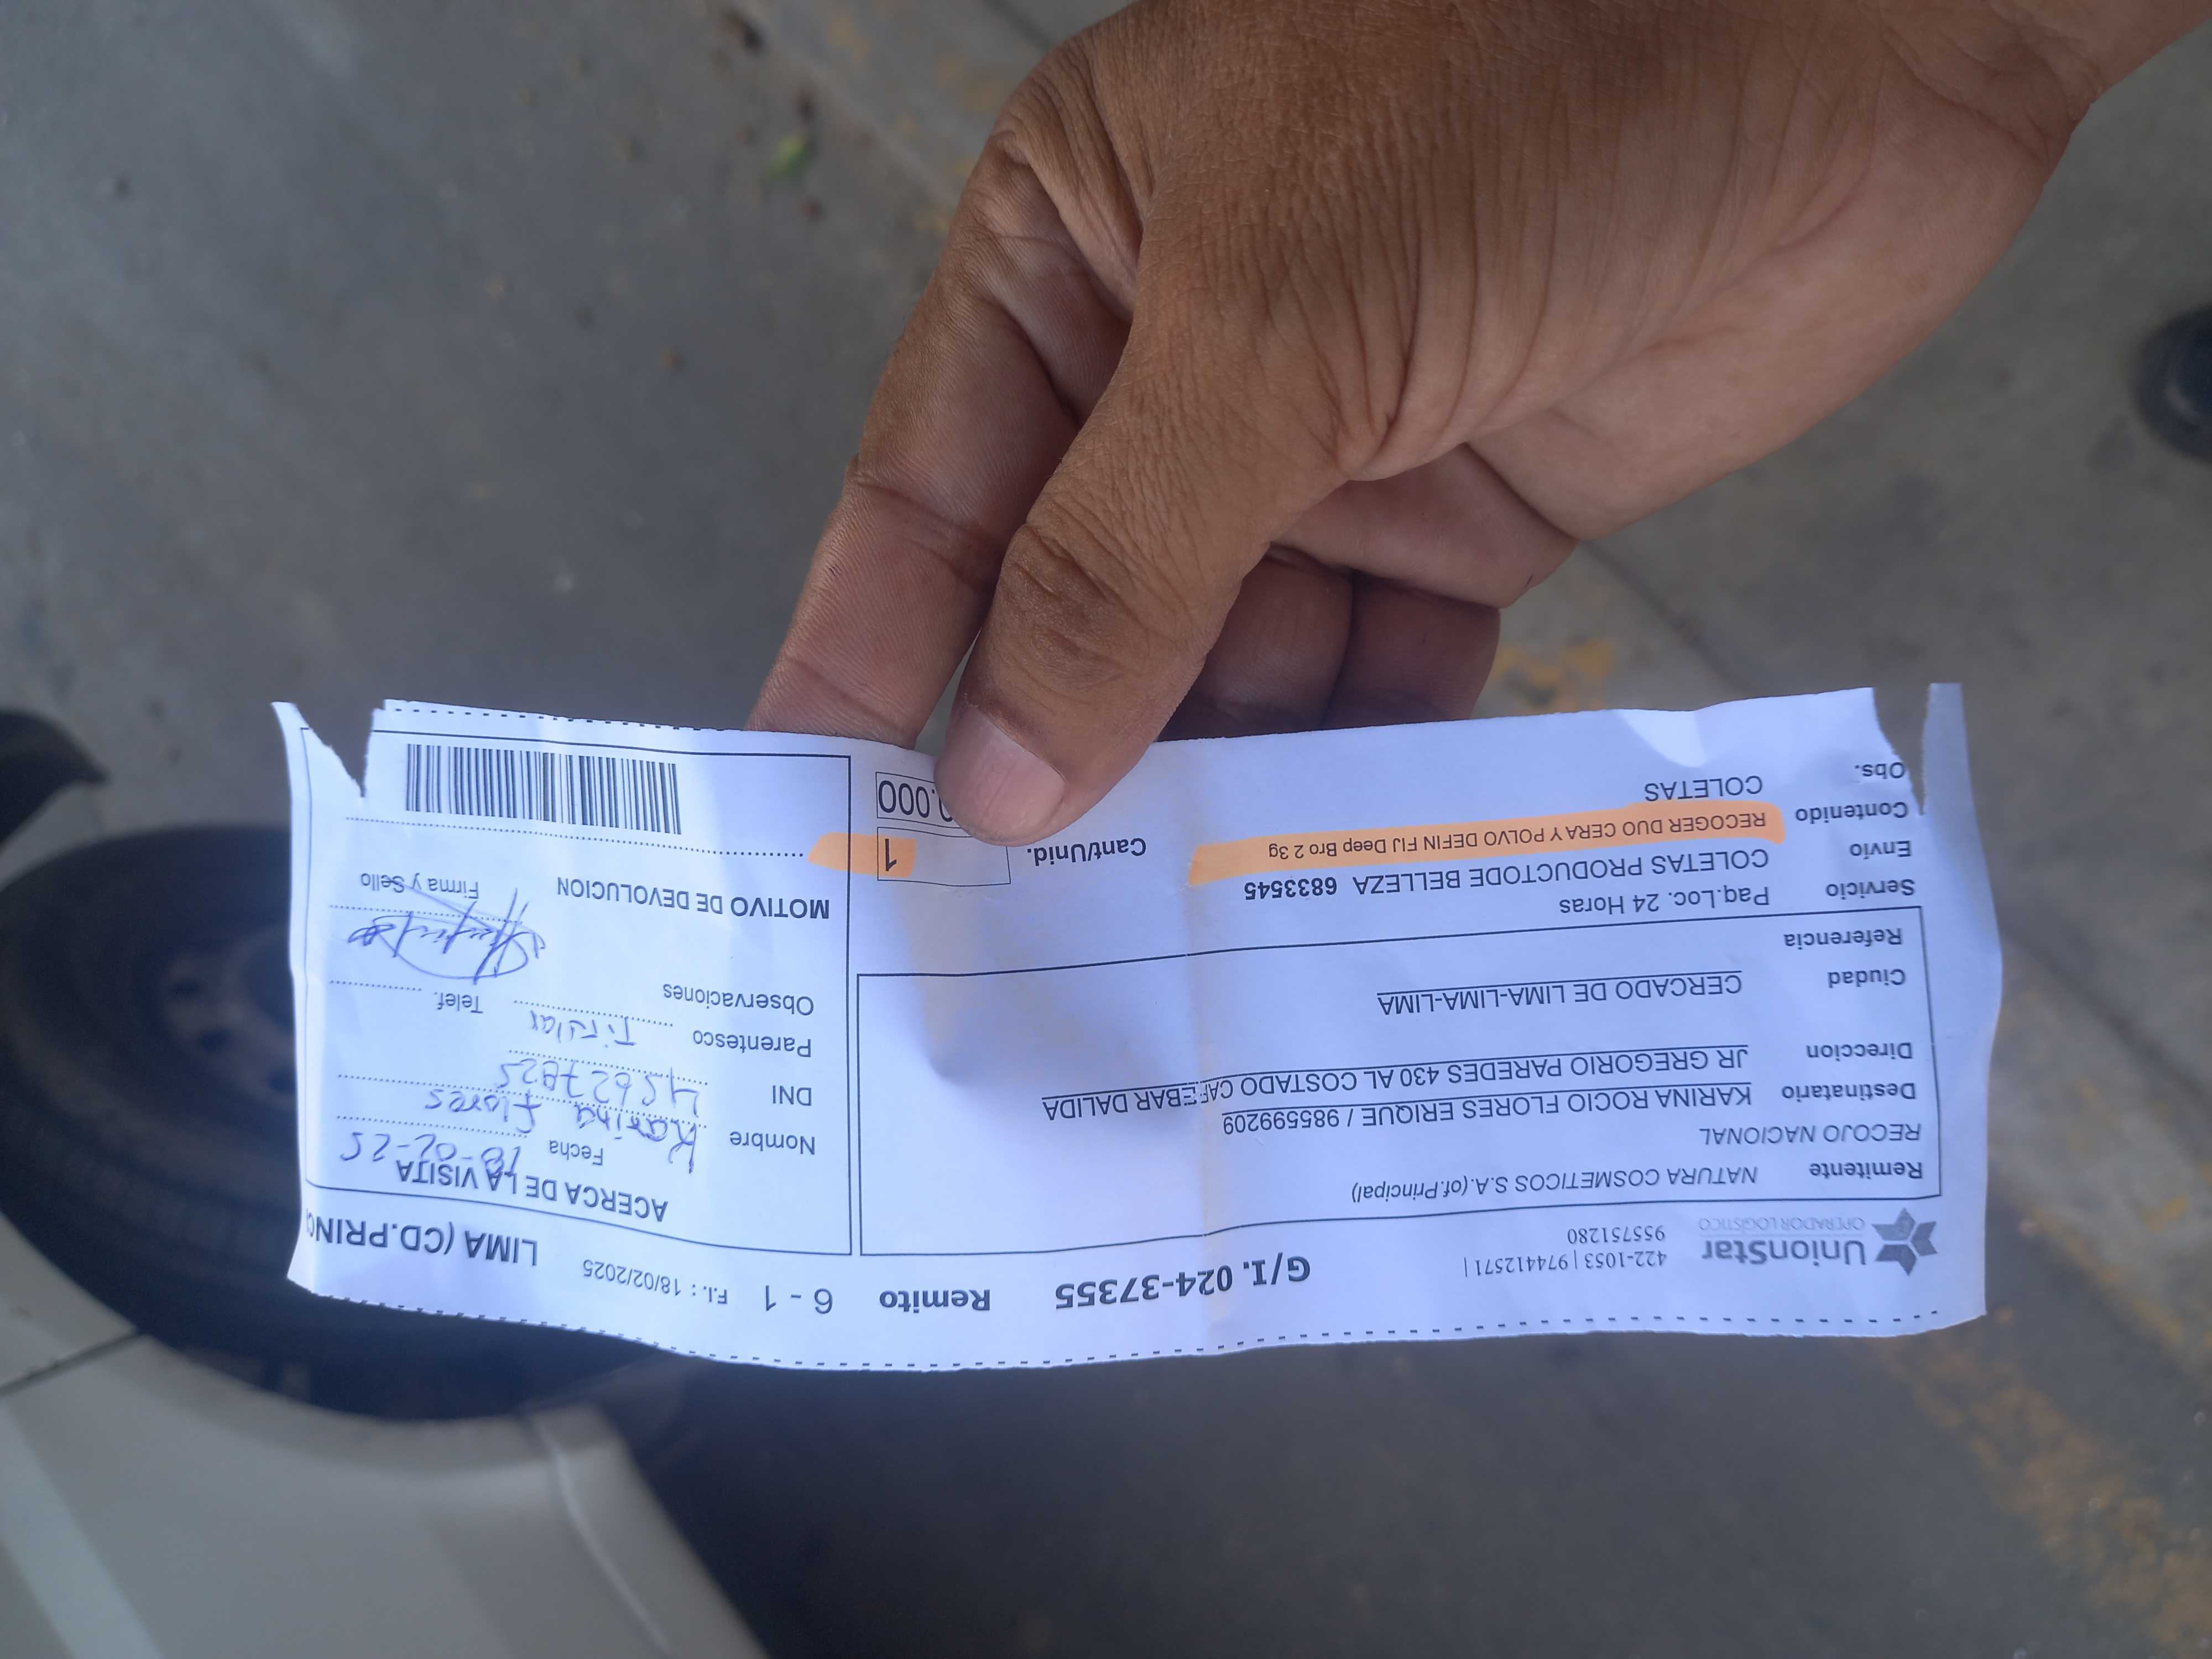 UnionStar
OPERADOR LOGISTICO
422-1053 | 974412571 |
955751280
G/I. 024-37355
Remito 6 - 1
F.I. : 18/02/2025
LIMA (CD.PRINC
Remitente NATURA COSMETICOS S.A.(of.Principal)
RECOJO NACIONAL
Destinatario KARINA ROCIO FLORES ERIQUE / 985599209
Direccion JR GREGORIO PAREDES 430 AL COSTADO CAFEBAR DALIDA
Ciudad CERCADO DE LIMA-LIMA-LIMA
Referencia
Servicio Paq.Loc. 24 Horas
Envío COLETAS PRODUCTODE BELLEZA 6833545
Contenido RECOGER DUO CERA Y POLVO DEFIN FIJ Deep Bro 2 3g
Obs. COLETAS
Cant/Unid. 1
.000
ACERCA DE LA VISITA
Fecha 18-02-25
Nombre Karina Flores
DNI 45627825
Parentesco Titular
Observaciones Telef.
MOTIVO DE DEVOLUCION Firma y Sello